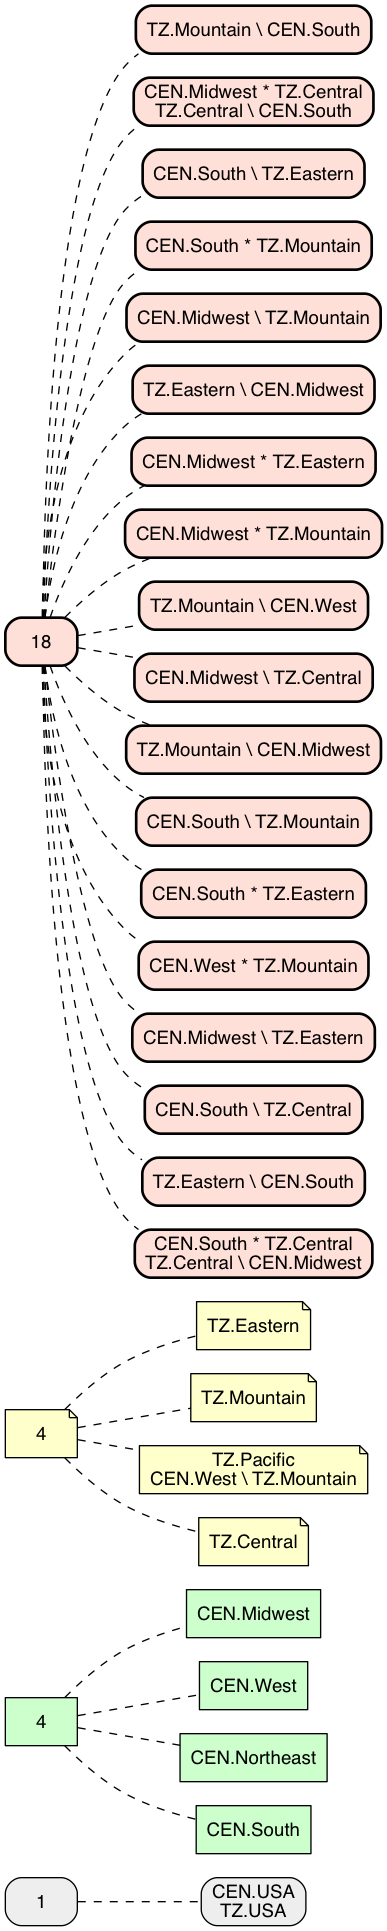 TZ.Mountain \ CEN.South
CEN.Midwest * TZ.Central
TZ.Central \ CEN.South
CEN.South \ TZ.Eastern
CEN.South * TZ.Mountain
CEN.Midwest \ TZ.Mountain
TZ.Eastern \ CEN.Midwest
CEN.Midwest * TZ.Eastern
CEN.Midwest * TZ.Mountain
TZ.Mountain \ CEN.West
18
CEN.Midwest \ TZ.Central
TZ.Mountain \ CEN.Midwest
CEN.South \ TZ.Mountain
CEN.South * TZ.Eastern
CEN.West * TZ.Mountain
CEN.Midwest \ TZ.Eastern
CEN.South \ TZ.Central
TZ.Eastern \ CEN.South
CEN.South * TZ.Central
TZ.Central \ CEN.Midwest
TZ.Eastern
TZ.Mountain
4
TZ.Pacific
CEN.West \ TZ.Mountain
TZ.Central
CEN.Midwest
CEN.West
4
CEN.Northeast
CEN.South
1
CEN.USA
TZ.USA